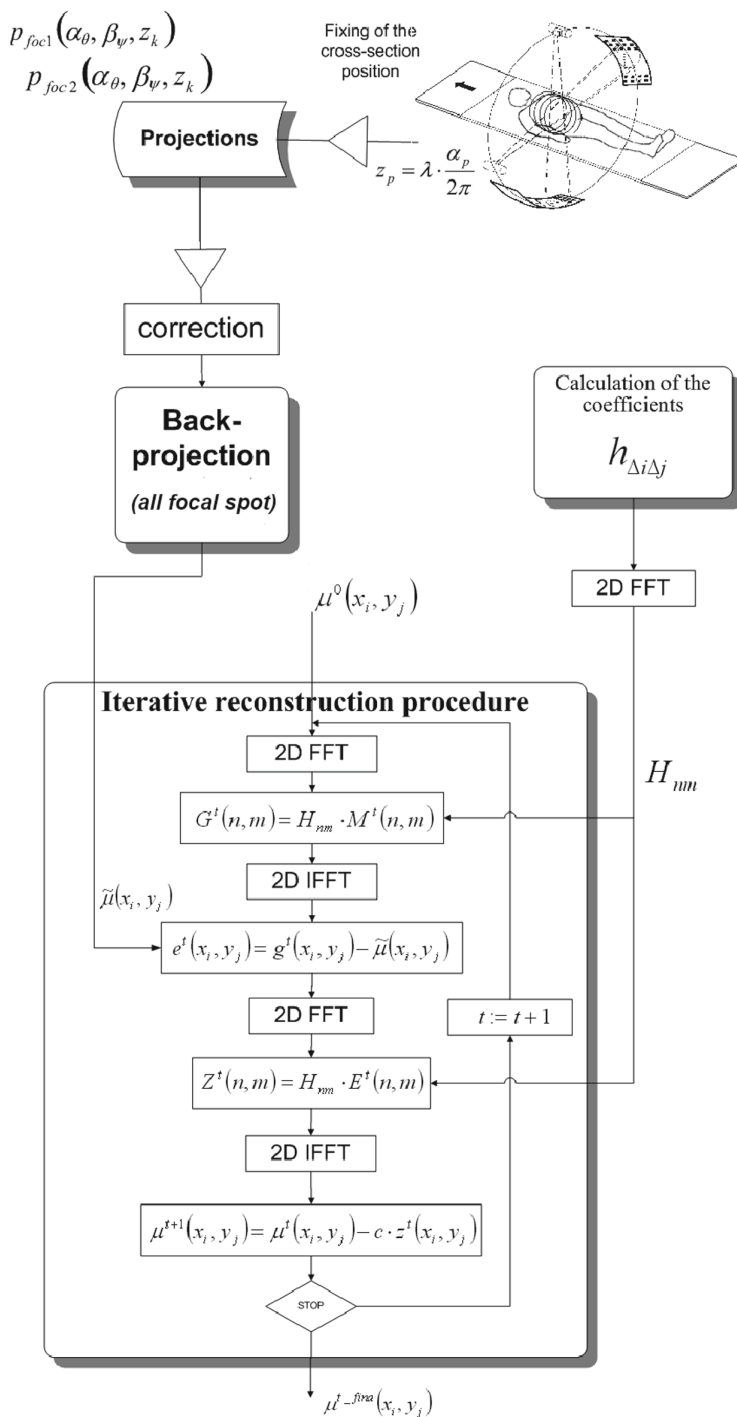 p_foc1(α_θ, β_ψ, z_k)
p_foc2(α_θ, β_ψ, z_k)
Fixing of the
cross-section
position
Projections
z_p = λ · α_p / 2π
correction
Back-
projection
(all focal spot)
Calculation of the
coefficients
h_ΔiΔj
2D FFT
μ^0(x_i, y_j)
Iterative reconstruction procedure
2D FFT
H_nm
G^t(n,m) = H_nm · M^t(n,m)
2D IFFT
μ̃(x_i, y_j)
e^t(x_i, y_j) = g^t(x_i, y_j) − μ̃(x_i, y_j)
2D FFT
t := t + 1
Z^t(n,m) = H_nm · E^t(n,m)
2D IFFT
μ^t+1(x_i, y_j) = μ^t(x_i, y_j) − c · z^t(x_i, y_j)
STOP
μ^t−fina(x_i, y_j)